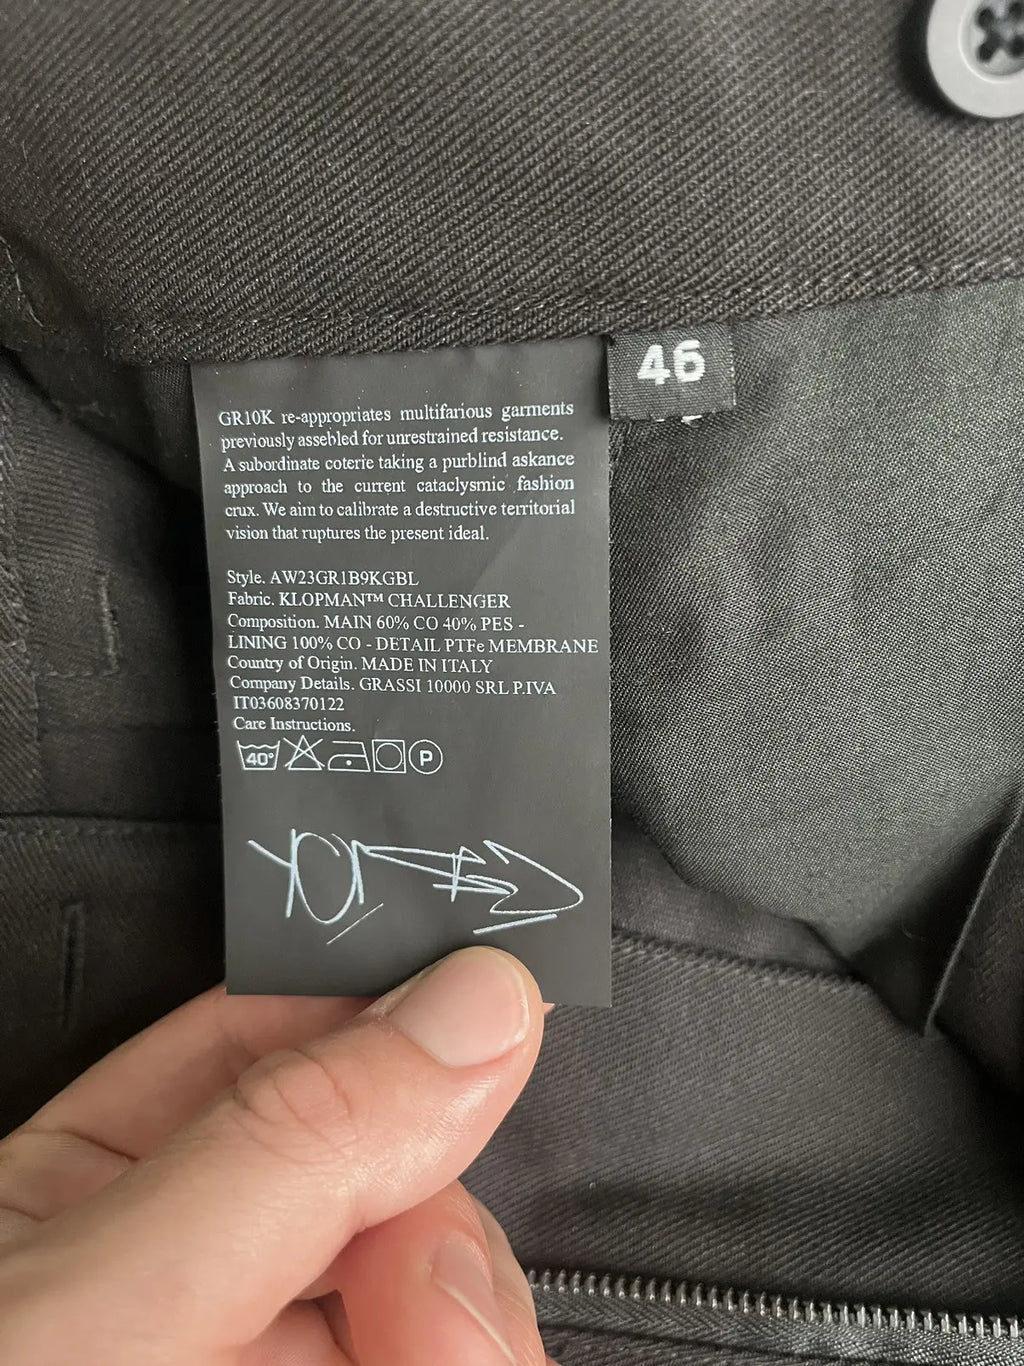 46
GR10K re-appropriates multifarious garments
previously assebled for unrestrained resistance.
A subordinate coterie taking a purblind askance
approach to the current cataclysmic fashion
crux. We aim to calibrate a destructive territorial
vision that ruptures the present ideal.
Style. AW23GR1B9KGBL
Fabric. KLOPMAN™ CHALLENGER
Composition. MAIN 60% CO 40% PES -
LINING 100% CO - DETAIL PTFe MEMBRANE
Country of Origin. MADE IN ITALY
Company Details. GRASSI 10000 SRL P.IVA
IT03608370122
Care Instructions.
40° P